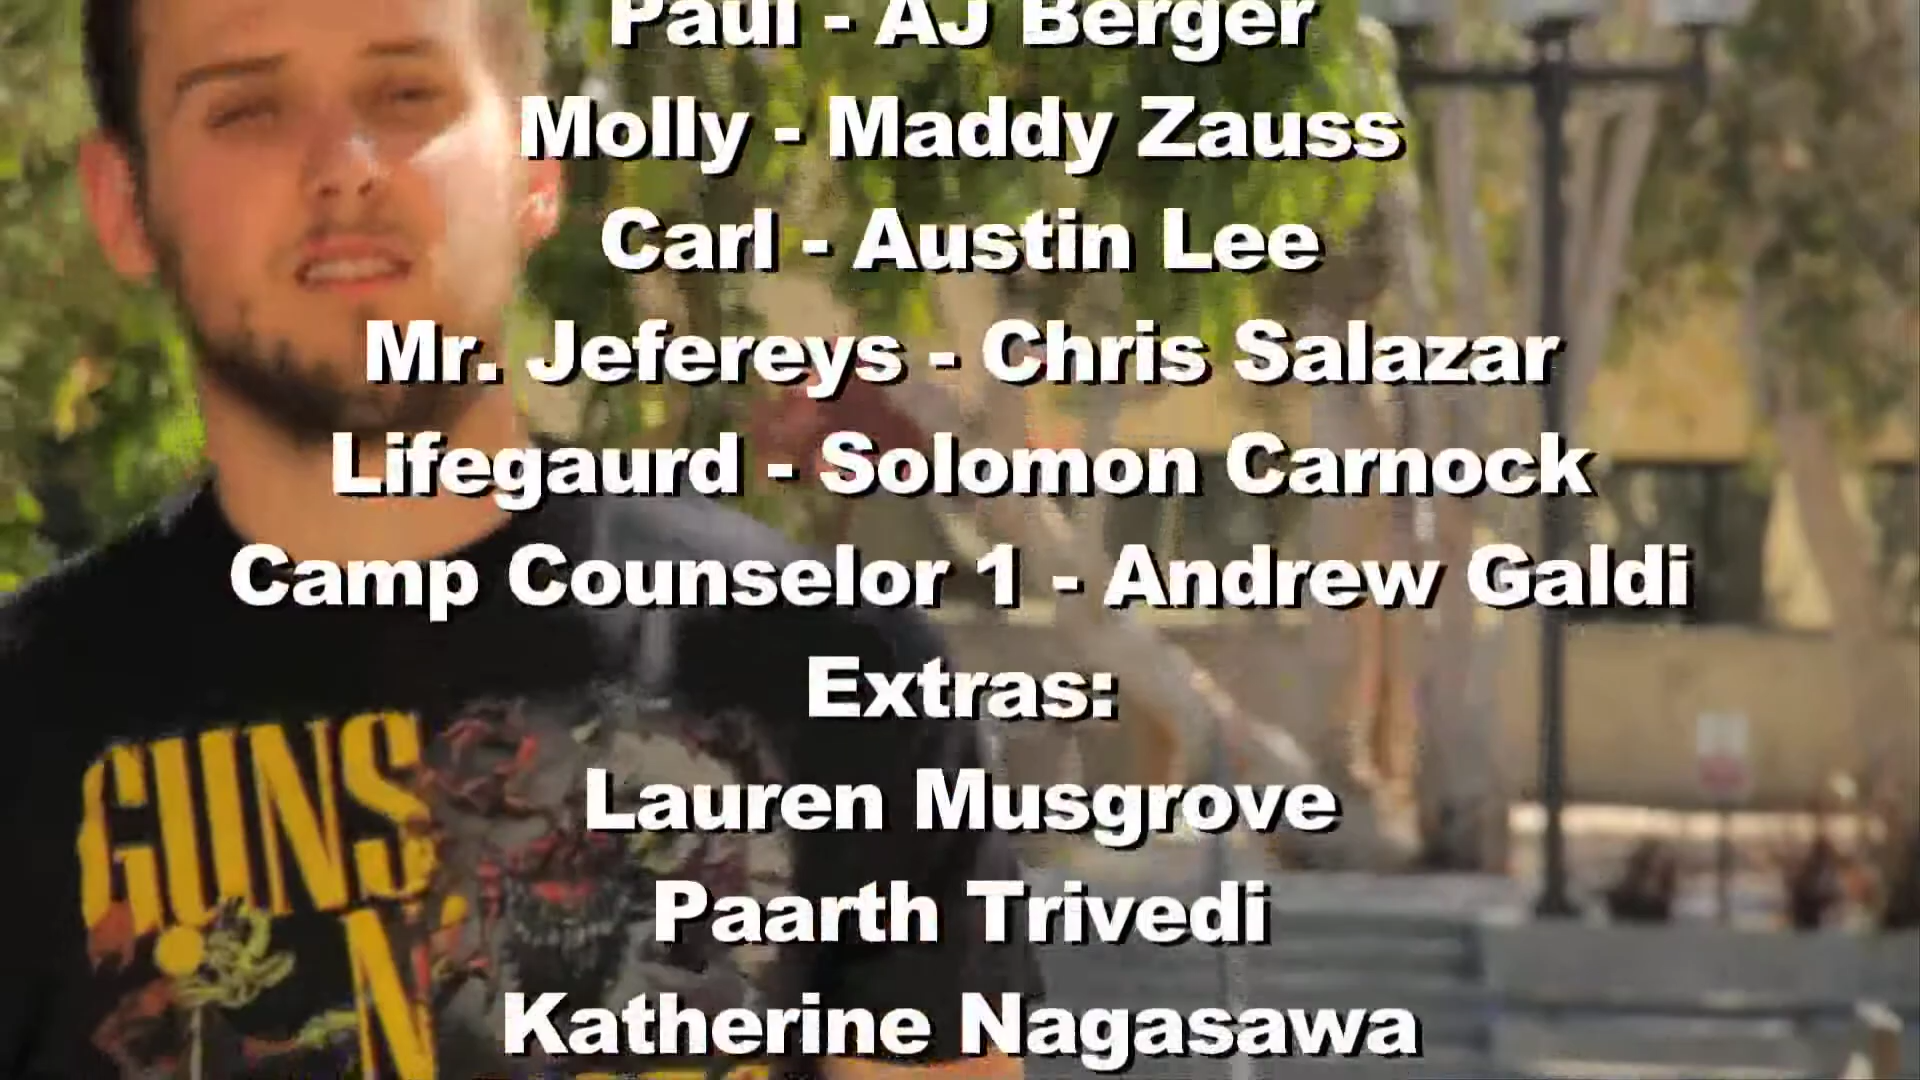 Paul - AJ Berger
Molly - Maddy Zauss
Carl - Austin Lee
Mr. Jefereys - Chris Salazar
Lifegaurd - Solomon Carnock
Camp Counselor 1 - Andrew Galdi
Extras:
Lauren Musgrove
Paarth Trivedi
Katherine Nagasawa
GUNS
N